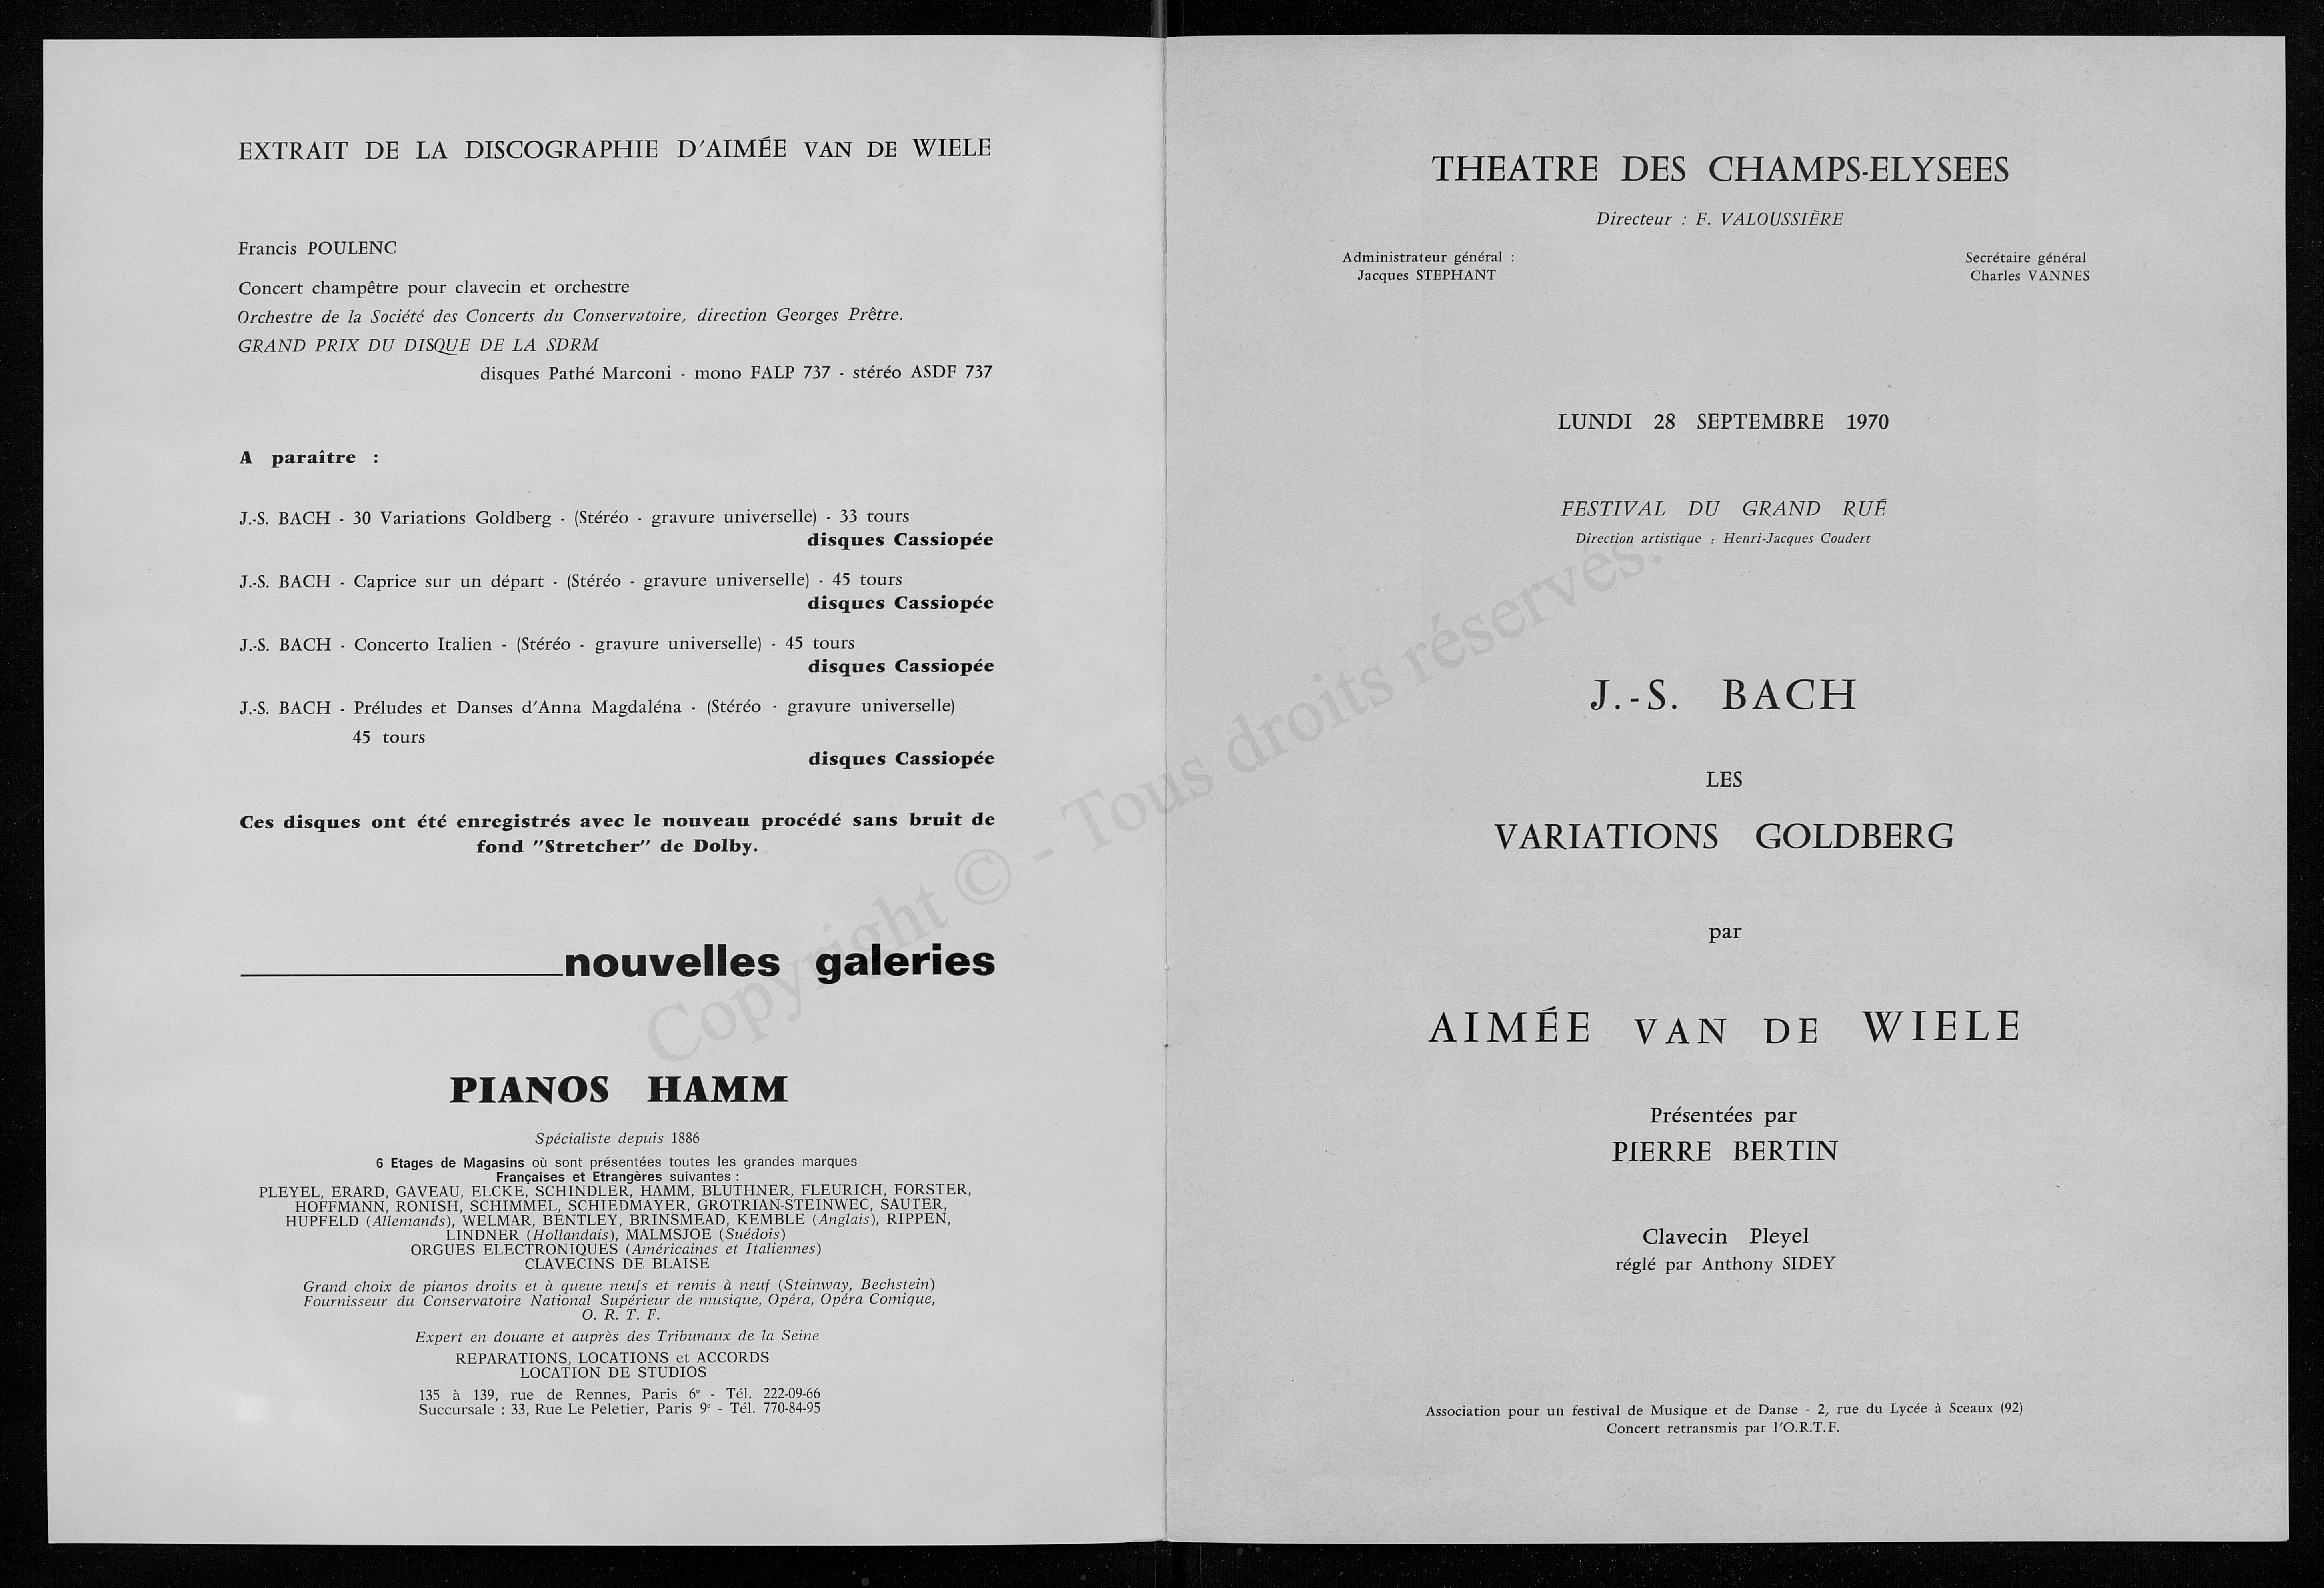 EXTRAIT DE LA DISCOGRAPHIE D'AIMÉE VAN DE WIELE
Francis POULENC
Concert champêtre pour clavecin et orchestre
Orchestre de la Société des Concerts du Conservatoire, direction Georges Prêtre.
GRAND PRIX DU DISQUE DE LA SDRM
disques Pathé Marconi - mono FALP 737 - stéréo ASDF 737
A paraître :
J.-S. BACH - 30 Variations Goldberg - (Stéréo - gravure universelle) - 33 tours
disques Cassiopée
J.-S. BACH - Caprice sur un départ - (Stéréo - gravure universelle) - 45 tours
disques Cassiopée
J.-S. BACH - Concerto Italien - (Stéréo - gravure universelle) - 45 tours
disques Cassiopée
J.-S. BACH - Préludes et Danses d'Anna Magdaléna - (Stéréo - gravure universelle)
45 tours
disques Cassiopée
Ces disques ont été enregistrés avec le nouveau procédé sans bruit de
fond "Stretcher" de Dolby.
nouvelles galeries
PIANOS HAMM
Spécialiste depuis 1886
6 Etages de Magasins où sont présentées toutes les grandes marques
Françaises et Etrangères suivantes :
PLEYEL, ERARD, GAVEAU, ELCKE, SCHINDLER, HAMM, BLUTHNER, FLEURICH, FORSTER,
HOFFMANN, RONISH, SCHIMMEL, SCHIEDMAYER, GROTRIAN-STEINWEC, SAUTER,
HUPFELD (Allemands), WELMAR, BENTLEY, BRINSMEAD, KEMBLE (Anglais), RIPPEN,
LINDNER (Hollandais), MALMSJOE (Suédois)
ORGUES ELECTRONIQUES (Américaines et Italiennes)
CLAVECINS DE BLAISE
Grand choix de pianos droits et à queue neufs et remis à neuf (Steinway, Bechstein)
Fournisseur du Conservatoire National Supérieur de musique, Opéra, Opéra Comique,
O. R. T. F.
Expert en douane et auprès des Tribunaux de la Seine
REPARATIONS, LOCATIONS et ACCORDS
LOCATION DE STUDIOS
135 à 139, rue de Rennes, Paris 6e - Tél. 222-09-66
Succursale : 33, Rue Le Peletier, Paris 9e - Tél. 770-84-95
THEATRE DES CHAMPS-ELYSEES
Directeur : F. VALOUSSIÈRE
Administrateur général :
Jacques STEPHANT
Secrétaire général
Charles VANNES
LUNDI 28 SEPTEMBRE 1970
FESTIVAL DU GRAND RUÉ
Direction artistique : Henri-Jacques Coudert
J.-S. BACH
LES
VARIATIONS GOLDBERG
par
AIMÉE VAN DE WIELE
Présentées par
PIERRE BERTIN
Clavecin Pleyel
réglé par Anthony SIDEY
Association pour un festival de Musique et de Danse - 2, rue du Lycée à Sceaux (92)
Concert retransmis par l'O.R.T.F.
Copyright © - Tous droits réservés.